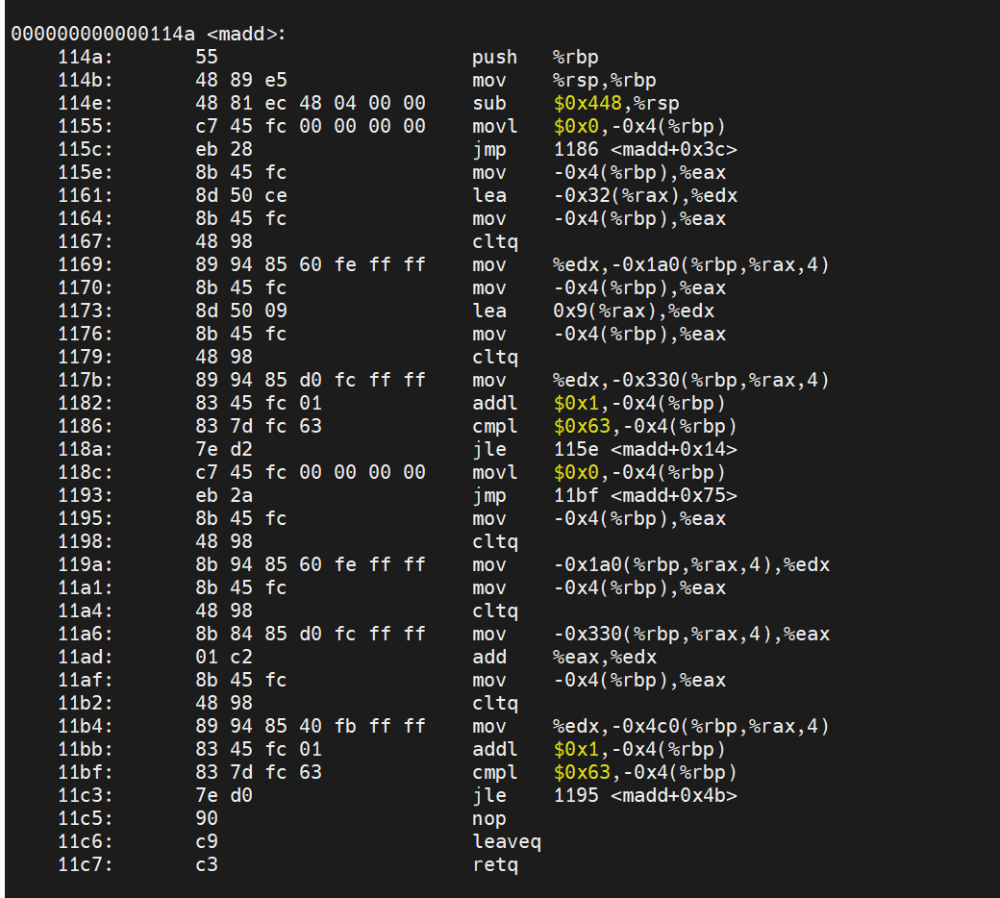 000000000000114a <madd>:
    114a:       55                      push   %rbp
    114b:       48 89 e5                mov    %rsp,%rbp
    114e:       48 81 ec 48 04 00 00    sub    $0x448,%rsp
    1155:       c7 45 fc 00 00 00 00    movl   $0x0,-0x4(%rbp)
    115c:       eb 28                   jmp    1186 <madd+0x3c>
    115e:       8b 45 fc                mov    -0x4(%rbp),%eax
    1161:       8d 50 ce                lea    -0x32(%rax),%edx
    1164:       8b 45 fc                mov    -0x4(%rbp),%eax
    1167:       48 98                   cltq
    1169:       89 94 85 60 fe ff ff    mov    %edx,-0x1a0(%rbp,%rax,4)
    1170:       8b 45 fc                mov    -0x4(%rbp),%eax
    1173:       8d 50 09                lea    0x9(%rax),%edx
    1176:       8b 45 fc                mov    -0x4(%rbp),%eax
    1179:       48 98                   cltq
    117b:       89 94 85 d0 fc ff ff    mov    %edx,-0x330(%rbp,%rax,4)
    1182:       83 45 fc 01             addl   $0x1,-0x4(%rbp)
    1186:       83 7d fc 63             cmpl   $0x63,-0x4(%rbp)
    118a:       7e d2                   jle    115e <madd+0x14>
    118c:       c7 45 fc 00 00 00 00    movl   $0x0,-0x4(%rbp)
    1193:       eb 2a                   jmp    11bf <madd+0x75>
    1195:       8b 45 fc                mov    -0x4(%rbp),%eax
    1198:       48 98                   cltq
    119a:       8b 94 85 60 fe ff ff    mov    -0x1a0(%rbp,%rax,4),%edx
    11a1:       8b 45 fc                mov    -0x4(%rbp),%eax
    11a4:       48 98                   cltq
    11a6:       8b 84 85 d0 fc ff ff    mov    -0x330(%rbp,%rax,4),%eax
    11ad:       01 c2                   add    %eax,%edx
    11af:       8b 45 fc                mov    -0x4(%rbp),%eax
    11b2:       48 98                   cltq
    11b4:       89 94 85 40 fb ff ff    mov    %edx,-0x4c0(%rbp,%rax,4)
    11bb:       83 45 fc 01             addl   $0x1,-0x4(%rbp)
    11bf:       83 7d fc 63             cmpl   $0x63,-0x4(%rbp)
    11c3:       7e d0                   jle    1195 <madd+0x4b>
    11c5:       90                      nop
    11c6:       c9                      leaveq
    11c7:       c3                      retq